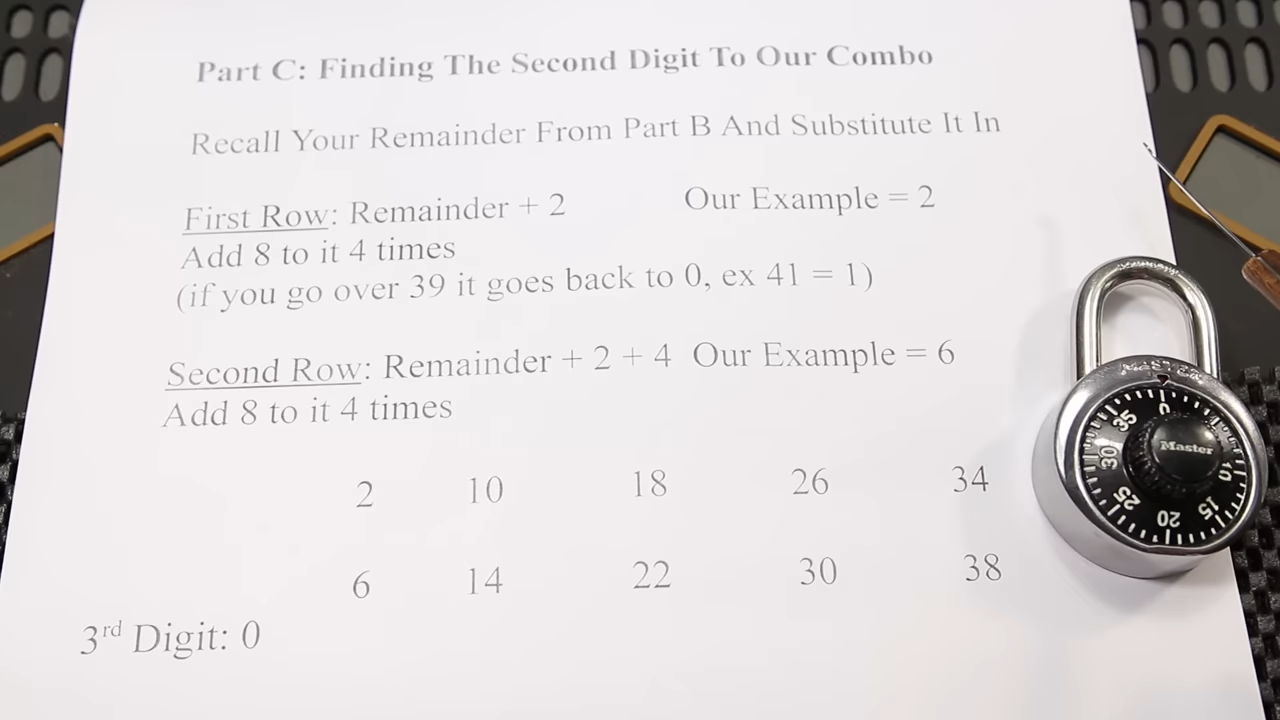 Part C: Finding The Second Digit To Our Combo
Recall Your Remainder From Part B And Substitute It In
First Row: Remainder + 2 Our Example = 2
Add 8 to it 4 times
(if you go over 39 it goes back to 0, ex 41 = 1)
Second Row: Remainder + 2 + 4 Our Example = 6
Add 8 to it 4 times
2 10 18 26 34
6 14 22 30 38
3rd Digit: 0
MASTER
0
35
30
Master
10
25
15
20